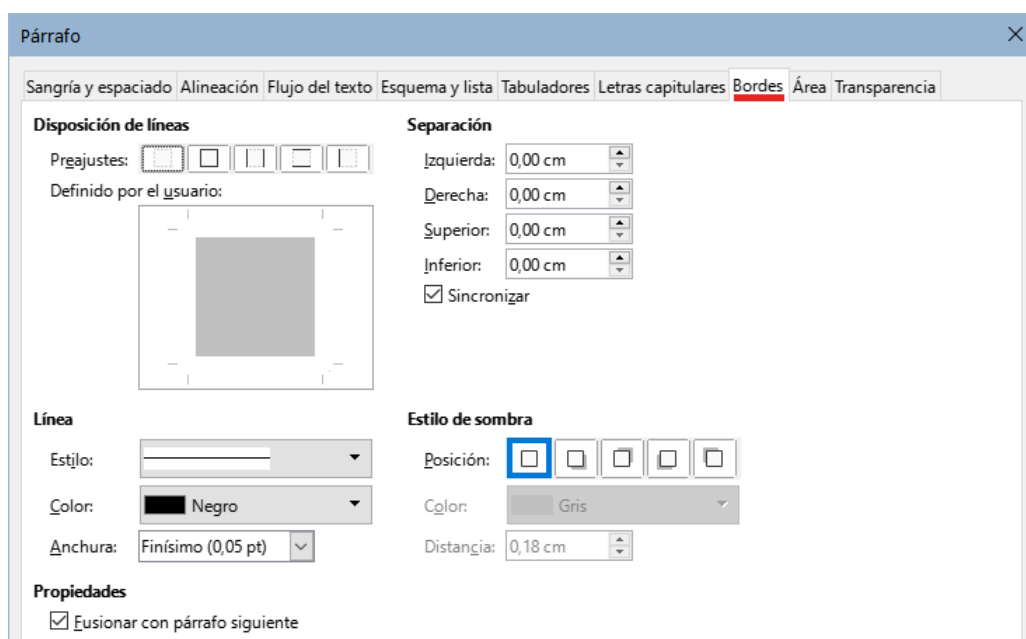 Párrafo
Sangría y espaciado Alineación Flujo del texto Esquema y lista Tabuladores Letras capitulares Bordes Área Transparencia
Disposición de líneas
Preajustes:
Definido por el usuario:
Separación
Izquierda: 0,00 cm
Derecha: 0,00 cm
Superior: 0,00 cm
Inferior: 0,00 cm
Sincronizar
Línea
Estilo:
Color: Negro
Anchura: Finísimo (0,05 pt)
Estilo de sombra
Posición:
Color: Gris
Distancia: 0,18 cm
Propiedades
Fusionar con párrafo siguiente